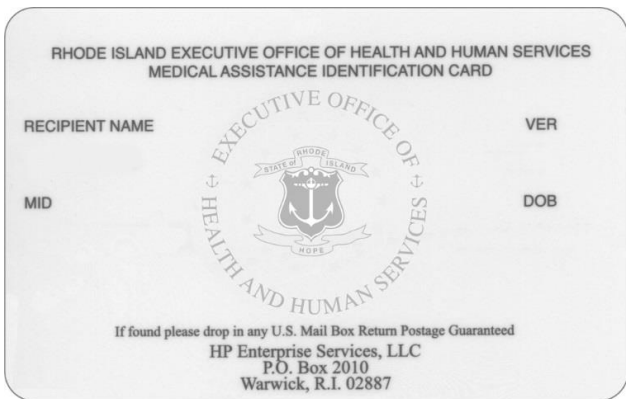 RHODE ISLAND EXECUTIVE OFFICE OF HEALTH AND HUMAN SERVICES
MEDICAL ASSISTANCE IDENTIFICATION CARD
EXECUTIVE OFFICE OF
HEALTH AND HUMAN SERVICES
RECIPIENT NAME
VER
STATE of RHODE ISLAND
MID
DOB
HOPE
If found please drop in any U.S. Mail Box Return Postage Guaranteed
HP Enterprise Services, LLC
P.O. Box 2010
Warwick, R.I. 02887